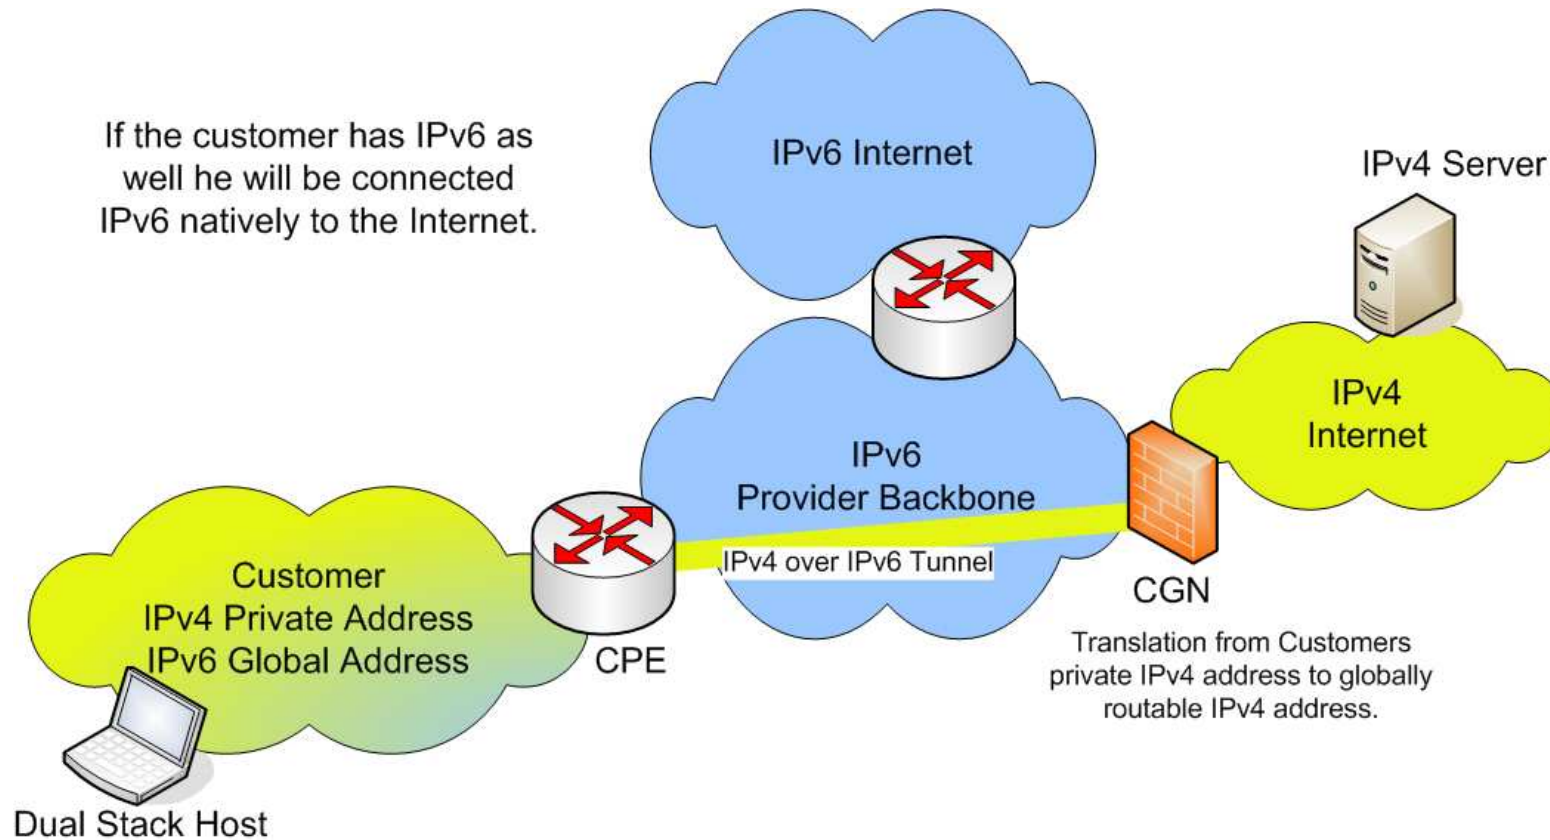 If the customer has IPv6 as
well he will be connected
IPv6 natively to the Internet.
IPv6 Internet
IPv4 Server
IPv4
Internet
IPv6
Provider Backbone
IPv4 over IPv6 Tunnel
Customer
IPv4 Private Address
IPv6 Global Address
CPE
CGN
Translation from Customers
private IPv4 address to globally
routable IPv4 address.
Dual Stack Host